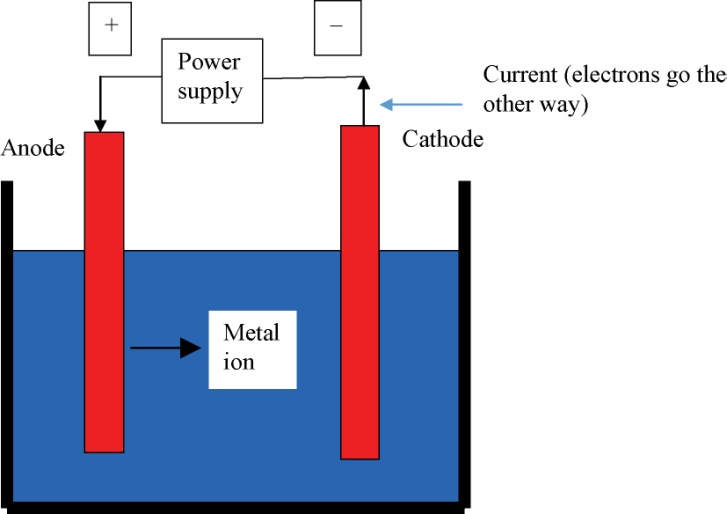 +
–
Power
supply
Current (electrons go the
other way)
Anode
Cathode
Metal
ion